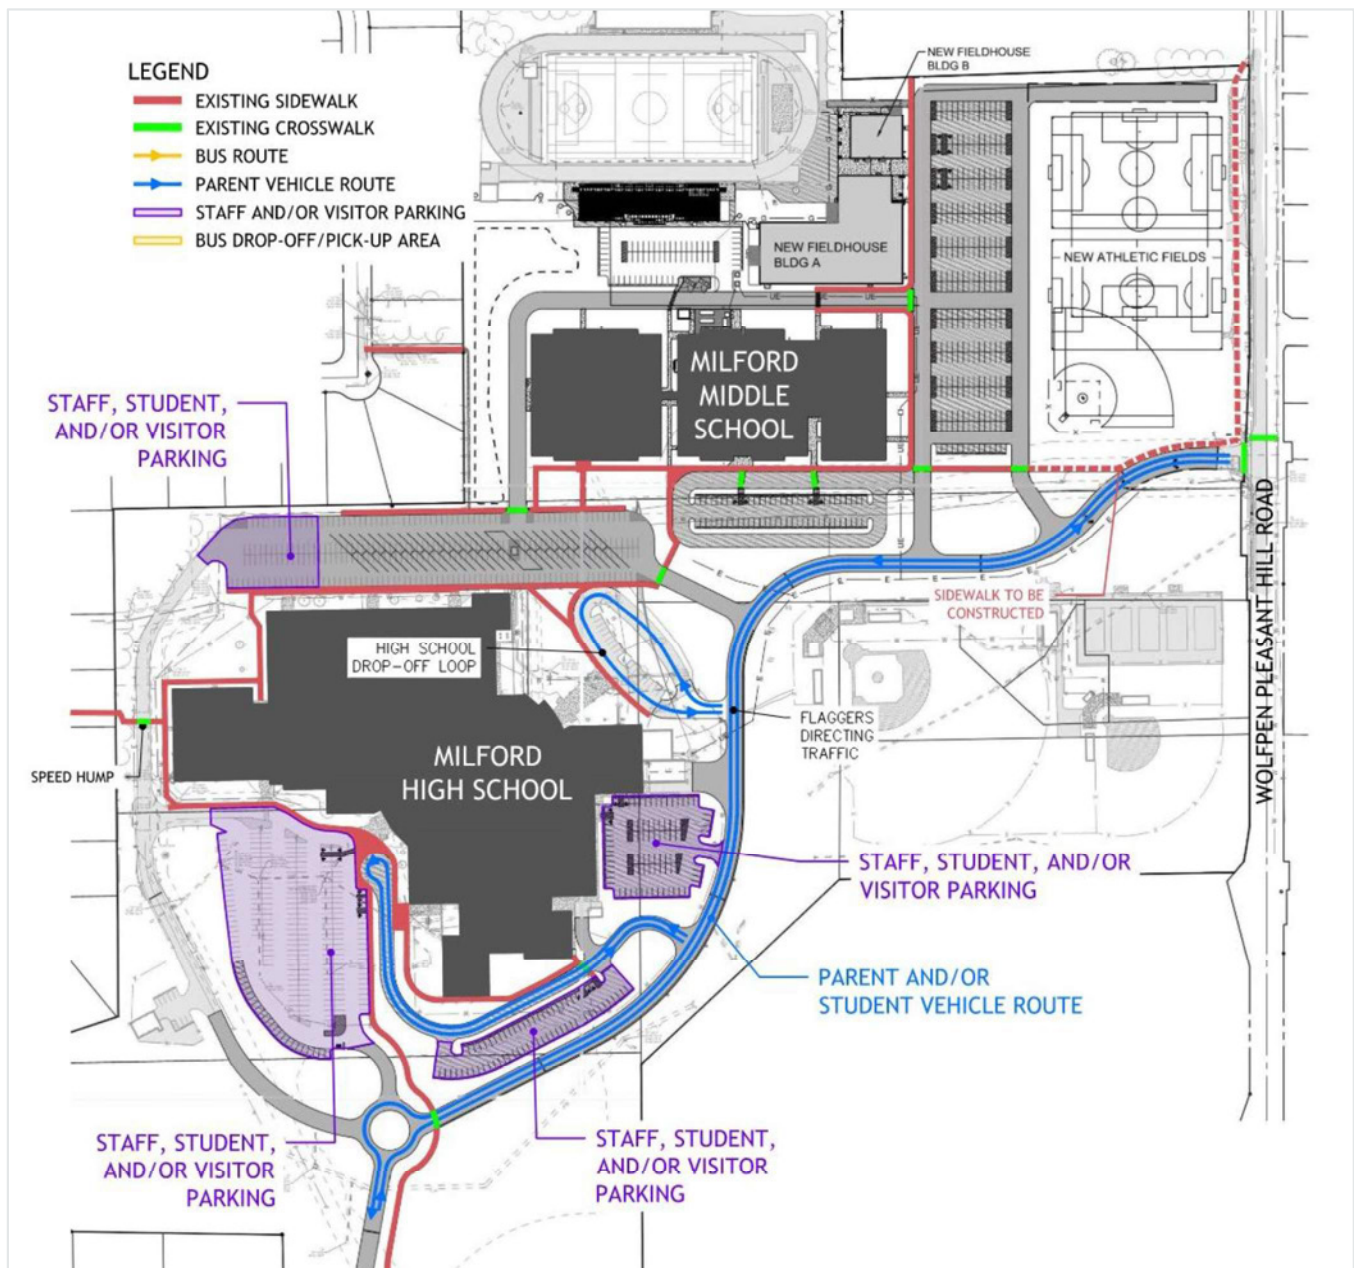 LEGEND
EXISTING SIDEWALK
EXISTING CROSSWALK
BUS ROUTE
PARENT VEHICLE ROUTE
STAFF AND/OR VISITOR PARKING
BUS DROP-OFF/PICK-UP AREA
NEW FIELDHOUSE
BLDG B
NEW FIELDHOUSE
BLDG A
NEW ATHLETIC FIELDS
MILFORD
MIDDLE
SCHOOL
STAFF, STUDENT,
AND/OR VISITOR
PARKING
WOLFPEN PLEASANT HILL ROAD
SIDEWALK TO BE
CONSTRUCTED
HIGH SCHOOL
DROP-OFF LOOP
FLAGGERS
DIRECTING
TRAFFIC
MILFORD
HIGH SCHOOL
SPEED HUMP
STAFF, STUDENT, AND/OR
VISITOR PARKING
PARENT AND/OR
STUDENT VEHICLE ROUTE
STAFF, STUDENT,
AND/OR VISITOR
PARKING
STAFF, STUDENT,
AND/OR VISITOR
PARKING